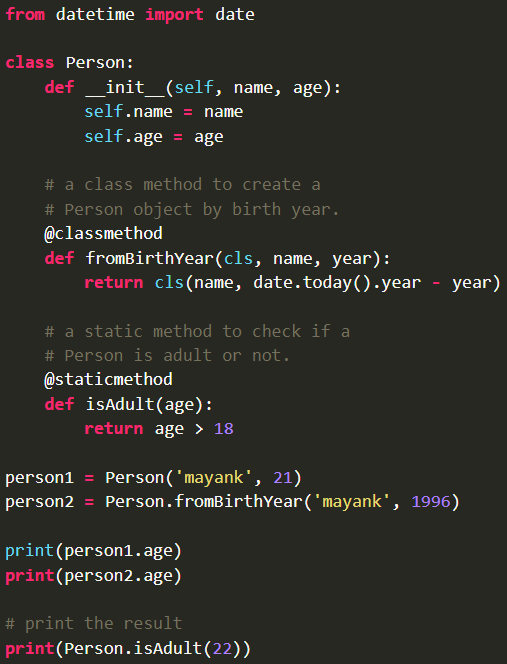 from datetime import date

class Person:
    def __init__(self, name, age):
        self.name = name
        self.age = age

    # a class method to create a
    # Person object by birth year.
    @classmethod
    def fromBirthYear(cls, name, year):
        return cls(name, date.today().year - year)

    # a static method to check if a
    # Person is adult or not.
    @staticmethod
    def isAdult(age):
        return age > 18

person1 = Person('mayank', 21)
person2 = Person.fromBirthYear('mayank', 1996)

print(person1.age)
print(person2.age)

# print the result
print(Person.isAdult(22))